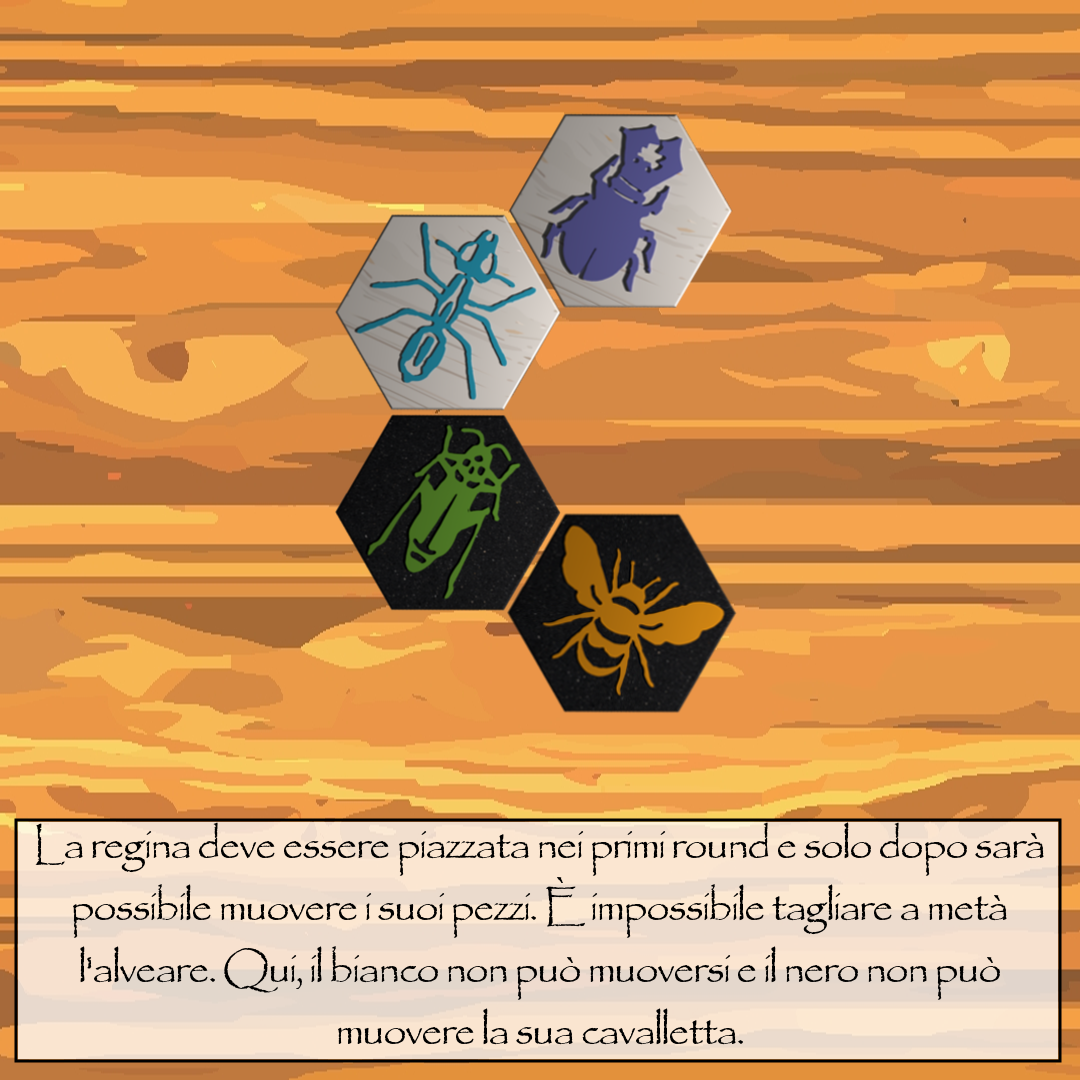 La regina deve essere piazzata nei primi round e solo dopo sarà
possibile muovere i suoi pezzi. È impossibile tagliare a metà
l'alveare. Qui, il bianco non può muoversi e il nero non può
muovere la sua cavalletta.